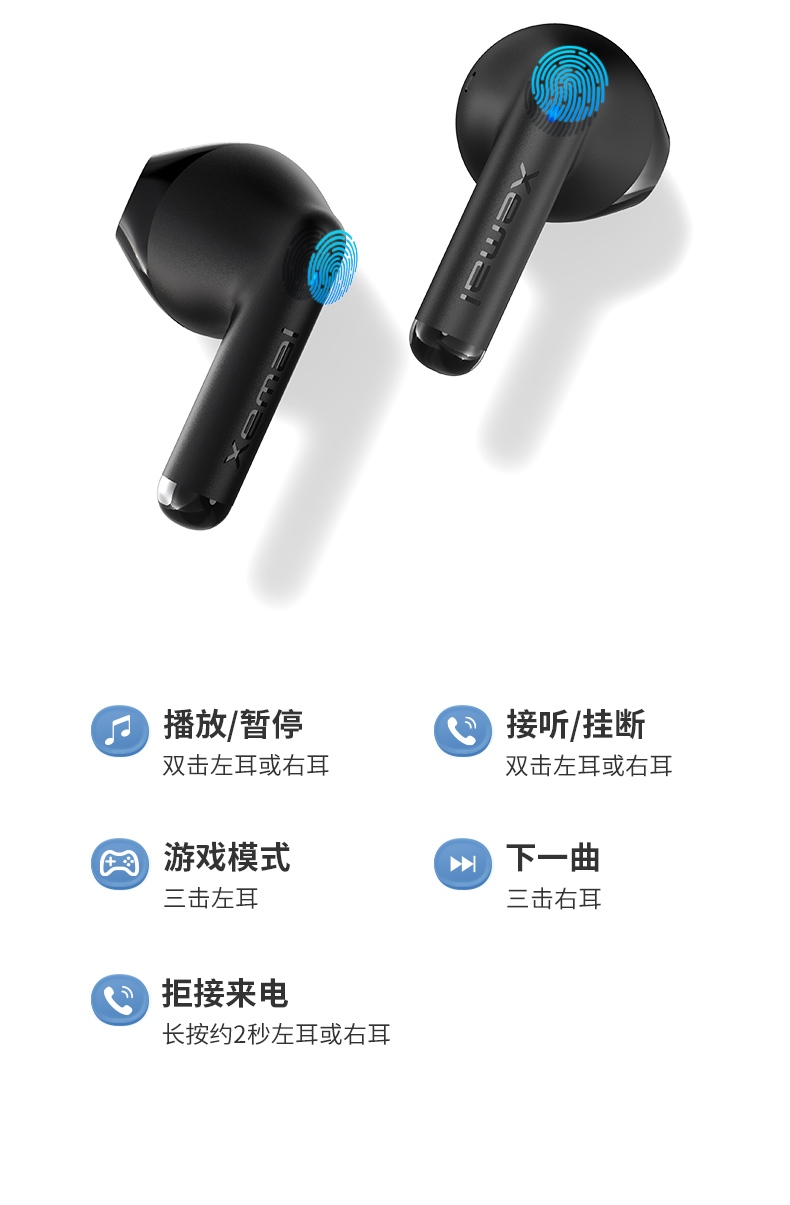 xemal
xemal
播放/暂停
双击左耳或右耳
接听/挂断
双击左耳或右耳
游戏模式
三击左耳
下一曲
三击右耳
拒接来电
长按约2秒左耳或右耳